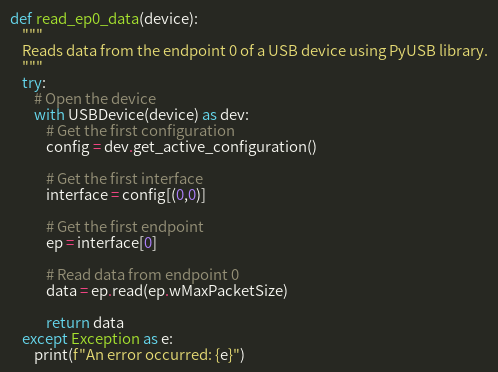 def read_ep0_data(device):
    """
    Reads data from the endpoint 0 of a USB device using PyUSB library.
    """
    try:
        # Open the device
        with USBDevice(device) as dev:
            # Get the first configuration
            config = dev.get_active_configuration()

            # Get the first interface
            interface = config[(0,0)]

            # Get the first endpoint
            ep = interface[0]

            # Read data from endpoint 0
            data = ep.read(ep.wMaxPacketSize)

            return data
    except Exception as e:
        print(f"An error occurred: {e}")